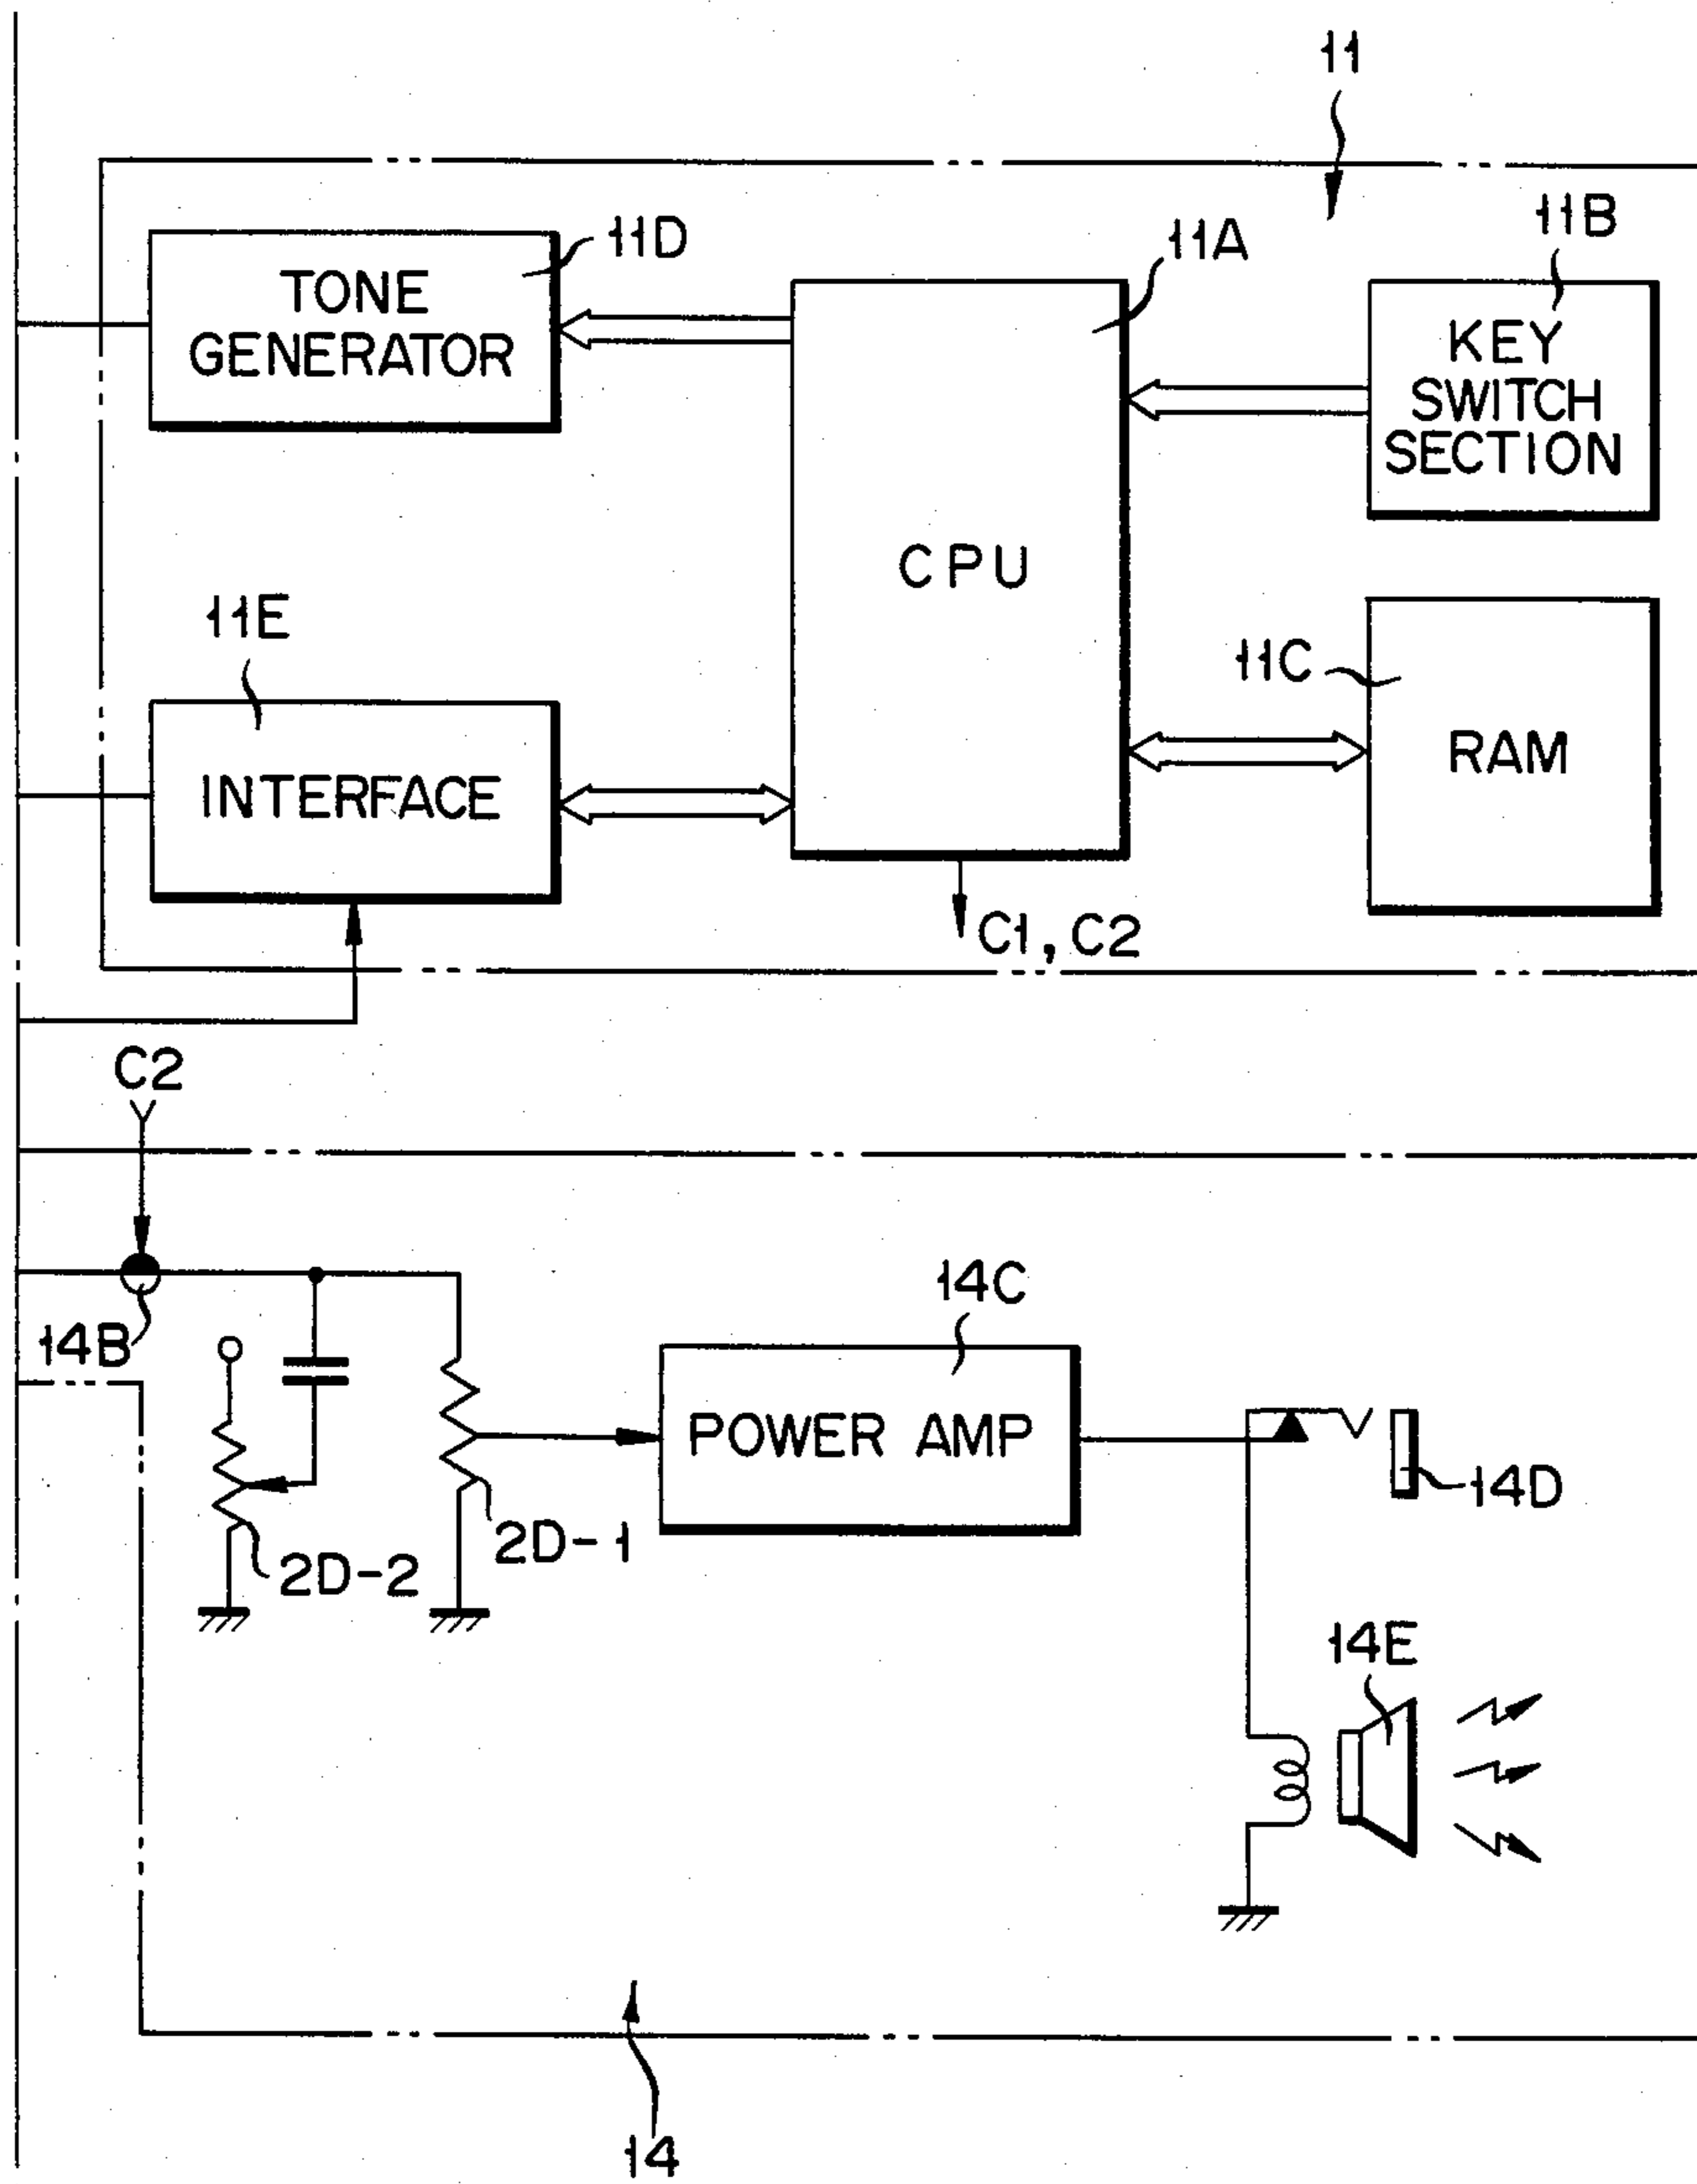 11
11D
TONE
GENERATOR
11A
CPU
11B
KEY
SWITCH
SECTION
11E
INTERFACE
11C
RAM
C1, C2
C2
14B
2D-2
2D-1
14C
POWER AMP
14D
14E
14